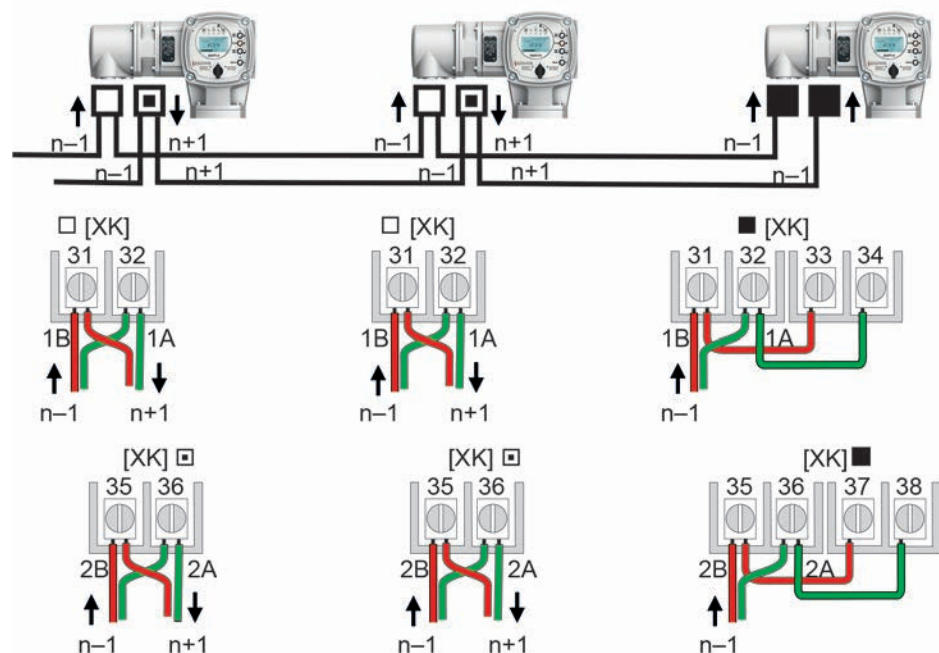 n–1 n+1 n–1 n+1 n–1
n–1 n+1 n–1 n+1 n–1
[XK] [XK] [XK]
31 32 31 32 31 32 33 34
1B 1A 1B 1A 1B 1A
n–1 n+1 n–1 n+1 n–1
[XK] [XK] [XK]
35 36 35 36 35 36 37 38
2B 2A 2B 2A 2B 2A
n–1 n+1 n–1 n+1 n–1